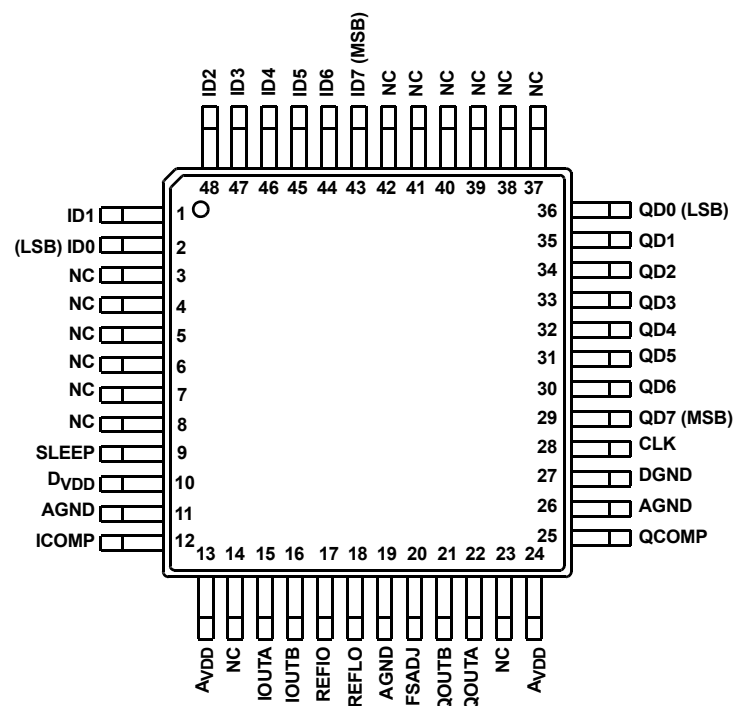 ID2
ID3
ID4
ID5
ID6
ID7 (MSB)
NC
NC
NC
NC
NC
NC
48 47 46 45 44 43 42 41 40 39 38 37
ID1 1
(LSB) ID0 2
NC 3
NC 4
NC 5
NC 6
NC 7
NC 8
SLEEP 9
DVDD 10
AGND 11
ICOMP 12
36 QD0 (LSB)
35 QD1
34 QD2
33 QD3
32 QD4
31 QD5
30 QD6
29 QD7 (MSB)
28 CLK
27 DGND
26 AGND
25 QCOMP
13 14 15 16 17 18 19 20 21 22 23 24
AVDD
NC
IOUTA
IOUTB
REFIO
REFLO
AGND
FSADJ
QOUTB
QOUTA
NC
AVDD